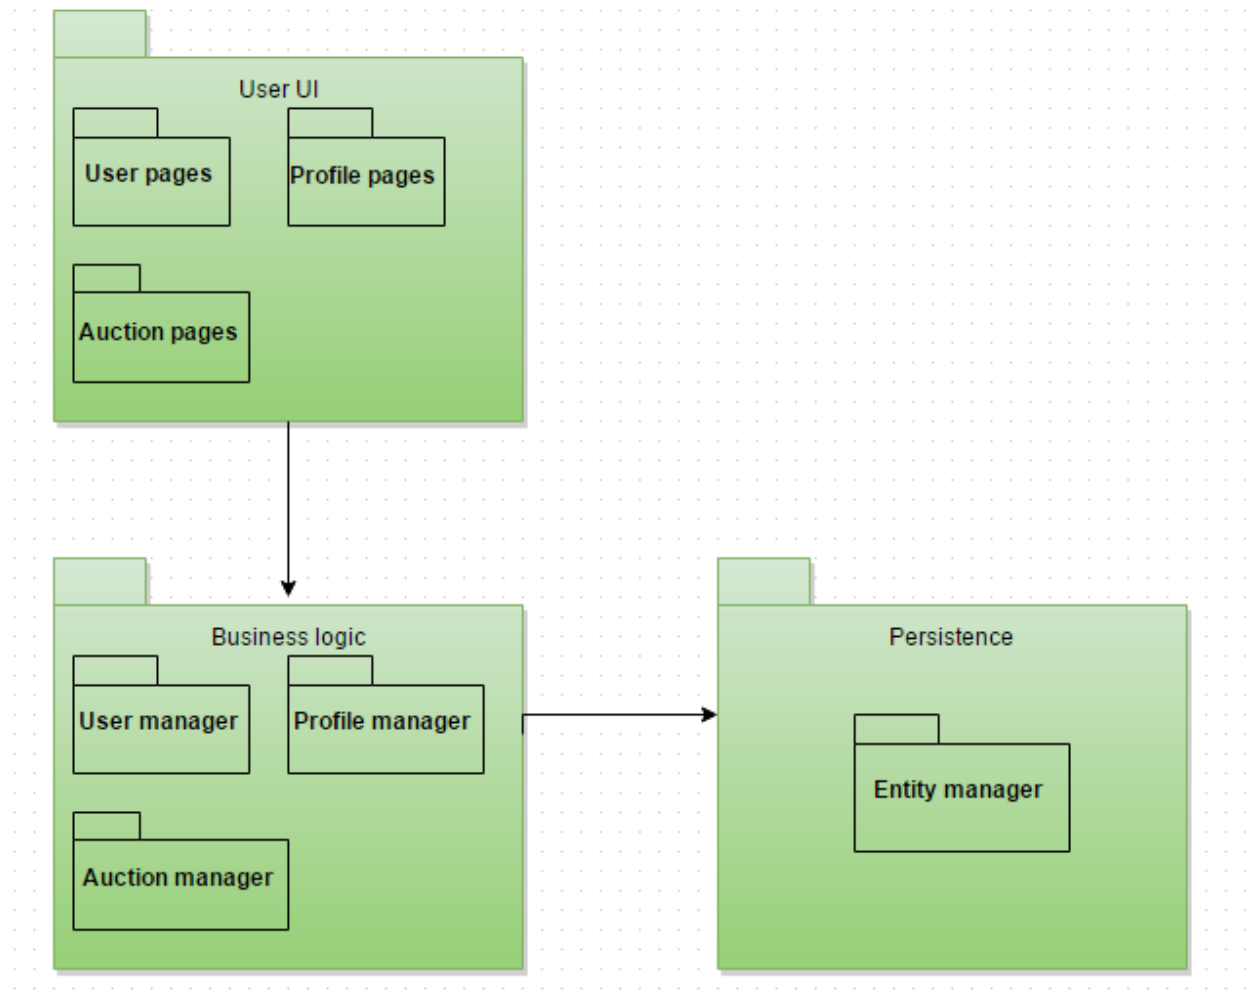 User UI
User pages
Profile pages
Auction pages
Business logic
User manager
Profile manager
Auction manager
Persistence
Entity manager